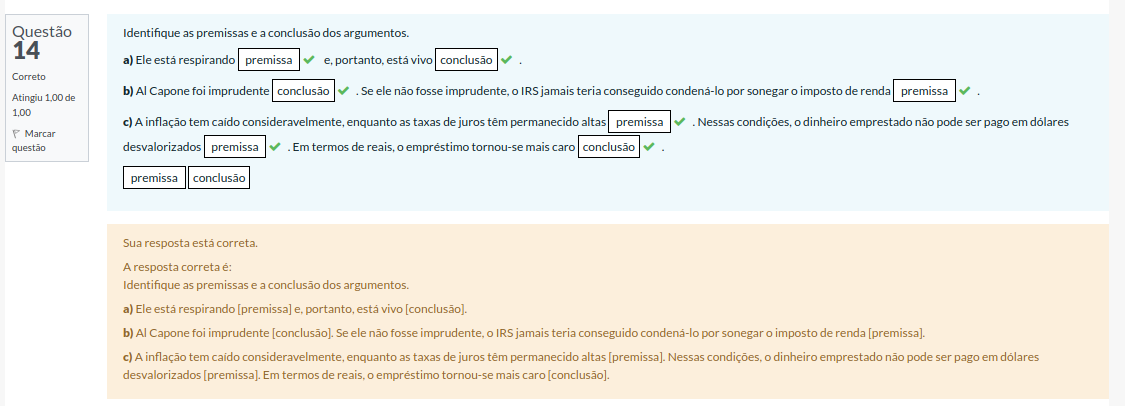 Questão
14
Correto
Atingiu 1,00 de
1,00
Marcar
questão
Identifique as premissas e a conclusão dos argumentos.
a) Ele está respirando premissa e, portanto, está vivo conclusão .
b) Al Capone foi imprudente conclusão . Se ele não fosse imprudente, o IRS jamais teria conseguido condená-lo por sonegar o imposto de renda premissa .
c) A inflação tem caído consideravelmente, enquanto as taxas de juros têm permanecido altas premissa . Nessas condições, o dinheiro emprestado não pode ser pago em dólares
desvalorizados premissa . Em termos de reais, o empréstimo tornou-se mais caro conclusão .
premissa conclusão
Sua resposta está correta.
A resposta correta é:
Identifique as premissas e a conclusão dos argumentos.
a) Ele está respirando [premissa] e, portanto, está vivo [conclusão].
b) Al Capone foi imprudente [conclusão]. Se ele não fosse imprudente, o IRS jamais teria conseguido condená-lo por sonegar o imposto de renda [premissa].
c) A inflação tem caído consideravelmente, enquanto as taxas de juros têm permanecido altas [premissa]. Nessas condições, o dinheiro emprestado não pode ser pago em dólares
desvalorizados [premissa]. Em termos de reais, o empréstimo tornou-se mais caro [conclusão].